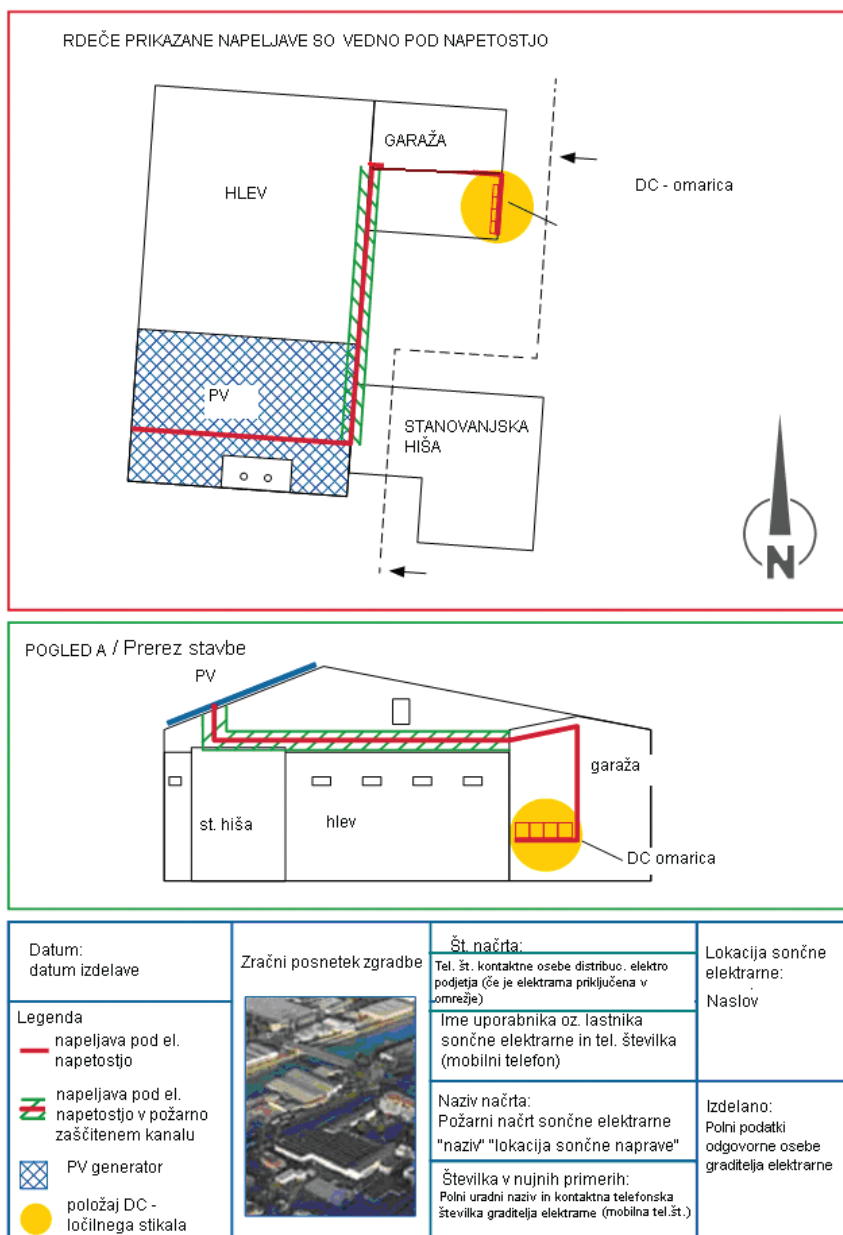 RDEČE PRIKAZANE NAPELJAVE SO VEDNO POD NAPETOSTJO
GARAŽA
HLEV
DC - omarica
PV
STANOVANJSKA
HIŠA
N
POGLED A / Prerez stavbe
PV
garaža
st. hiša
hlev
DC omarica
Datum:
datum izdelave
Legenda
napeljava pod el.
napetostjo
napeljava pod el.
napetostjo v požarno
zaščitenem kanalu
PV generator
položaj DC -
ločilnega stikala
Zračni posnetek zgradbe
Št. načrta:
Tel. št. kontaktne osebe distribuc. elektro
podjetja (če je elektrarna priključena v
omrežje)
Ime uporabnika oz. lastnika
sončne elektrarne in tel. številka
(mobilni telefon)
Naziv načrta:
Požarni načrt sončne elektrarne
"naziv" "lokacija sončne naprave"
Številka v nujnih primerih:
Polni uradni naziv in kontaktna telefonska
številka graditelja elektrarne (mobilna tel.št.)
Lokacija sončne
elektrarne:
Naslov
Izdelano:
Polni podatki
odgovorne osebe
graditelja elektrarne